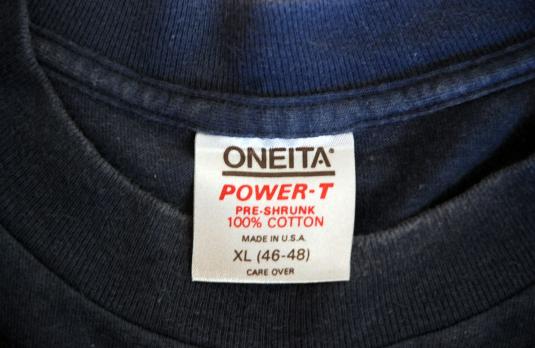 ONEITA®
POWER-T
PRE-SHRUNK
100% COTTON
MADE IN U.S.A.
XL (46-48)
CARE OVER